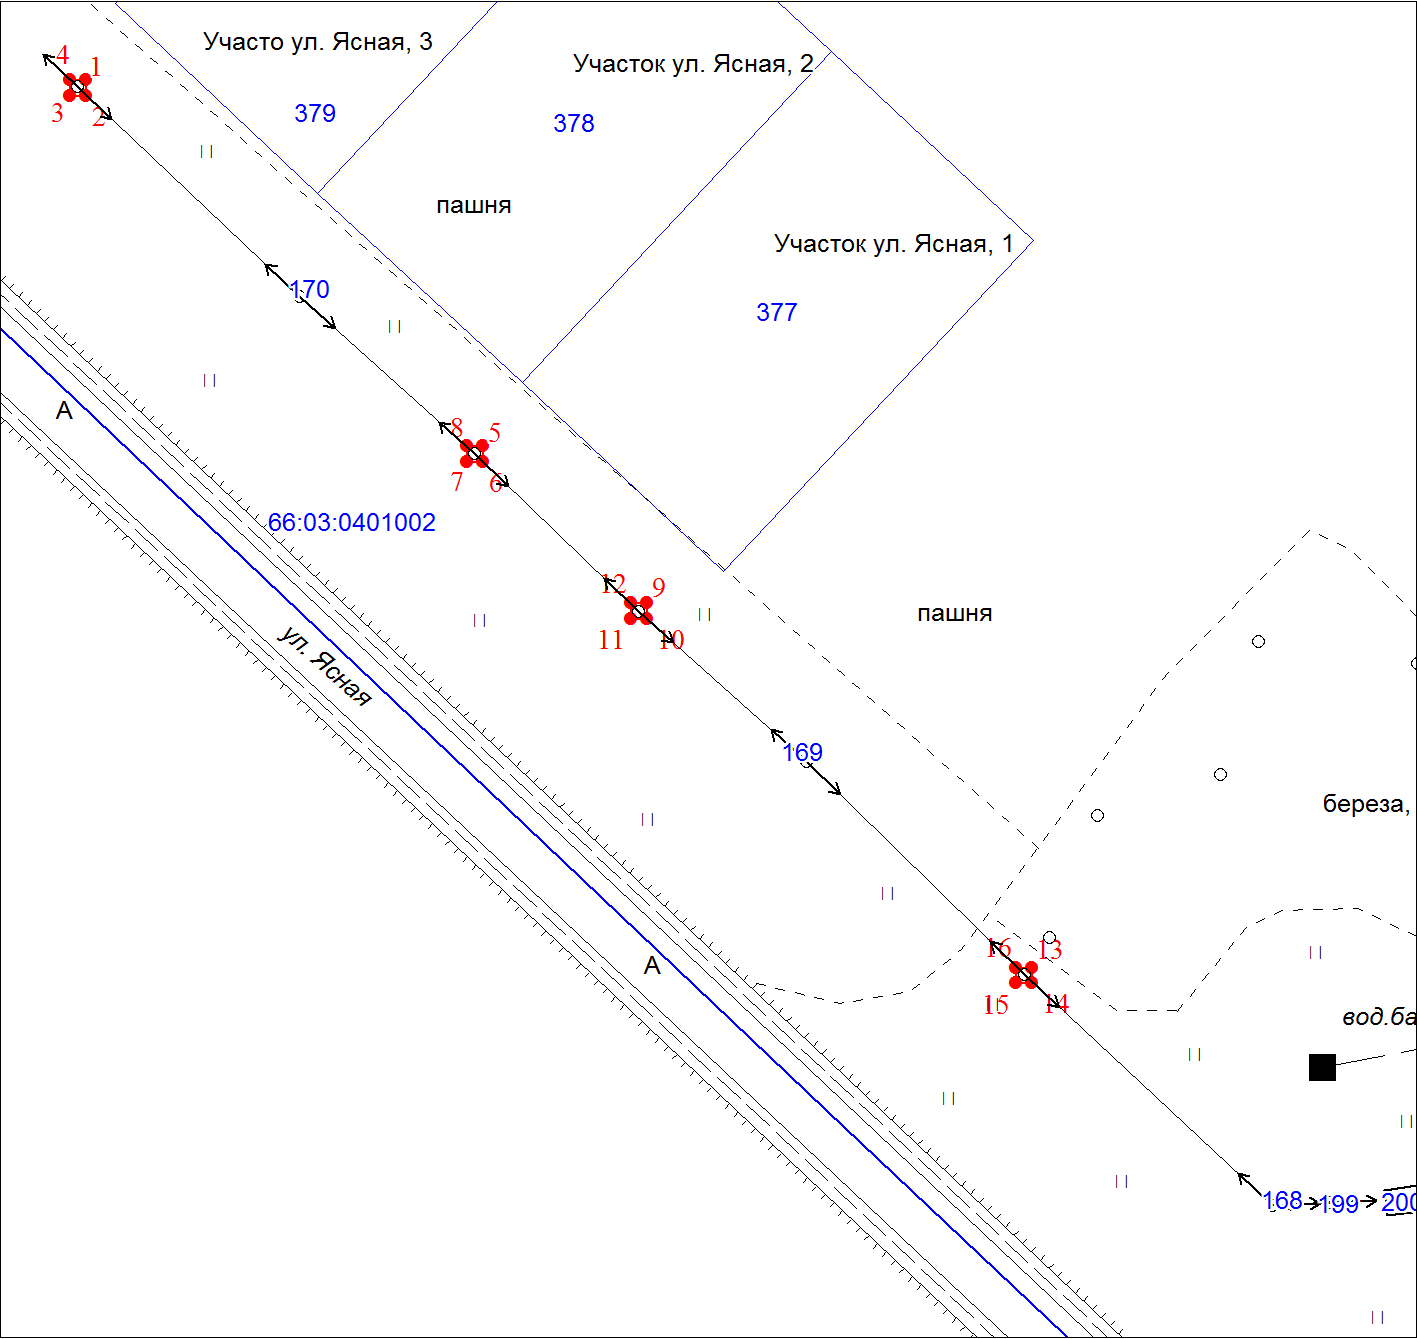 Участо ул. Ясная, 3
379
Участок ул. Ясная, 2
378
пашня
Участок ул. Ясная, 1
377
4
1
3
2
170
А
8
5
7
6
66:03:0401002
12
9
11
10
пашня
ул. Ясная
169
береза,
16
13
15
14
А
вод.ба
168
199
200